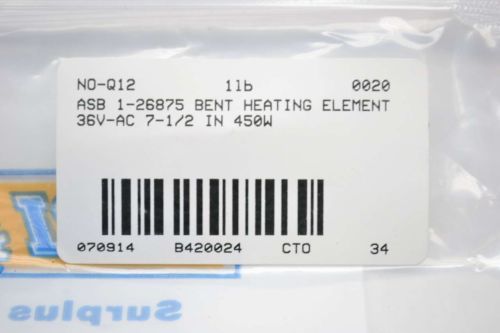 NO-Q12 1lb 0020
ASB 1-26875 BENT HEATING ELEMENT
36V-AC 7-1/2 IN 450W
070914 B420024 CTO 34
Surplus